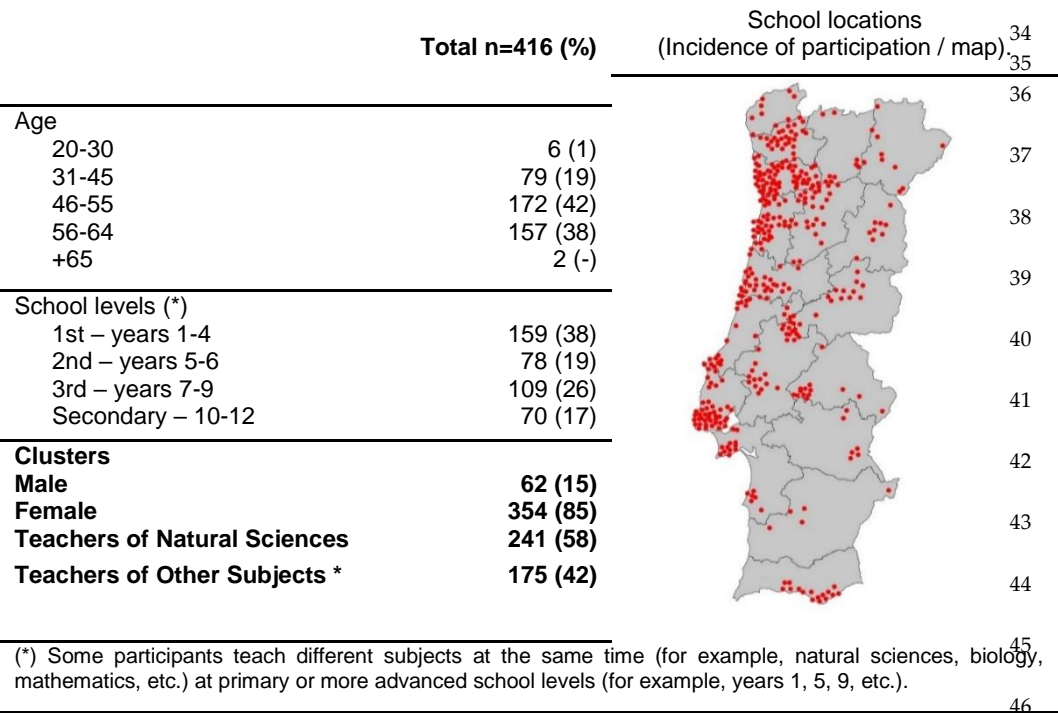 Total n=416 (%)
School locations
(Incidence of participation / map).
34
35
36
Age
20-30 6 (1)
37
31-45 79 (19)
46-55 172 (42)
38
56-64 157 (38)
+65 2 (-)
39
School levels (*)
1st – years 1-4 159 (38)
40
2nd – years 5-6 78 (19)
3rd – years 7-9 109 (26)
41
Secondary – 10-12 70 (17)
Clusters
42
Male 62 (15)
Female 354 (85)
43
Teachers of Natural Sciences 241 (58)
Teachers of Other Subjects * 175 (42)
44
45
(*) Some participants teach different subjects at the same time (for example, natural sciences, biology,
mathematics, etc.) at primary or more advanced school levels (for example, years 1, 5, 9, etc.).
46